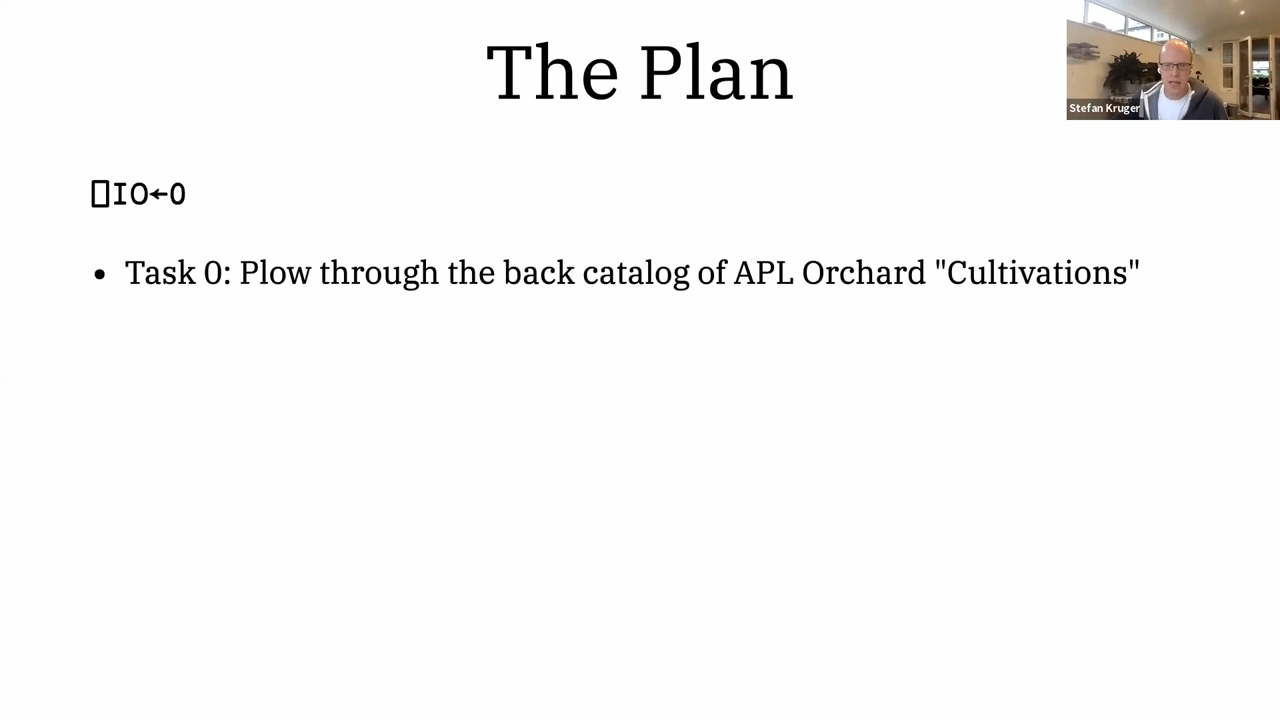 The Plan
Stefan Kruger
⎕IO←0
• Task 0: Plow through the back catalog of APL Orchard "Cultivations"